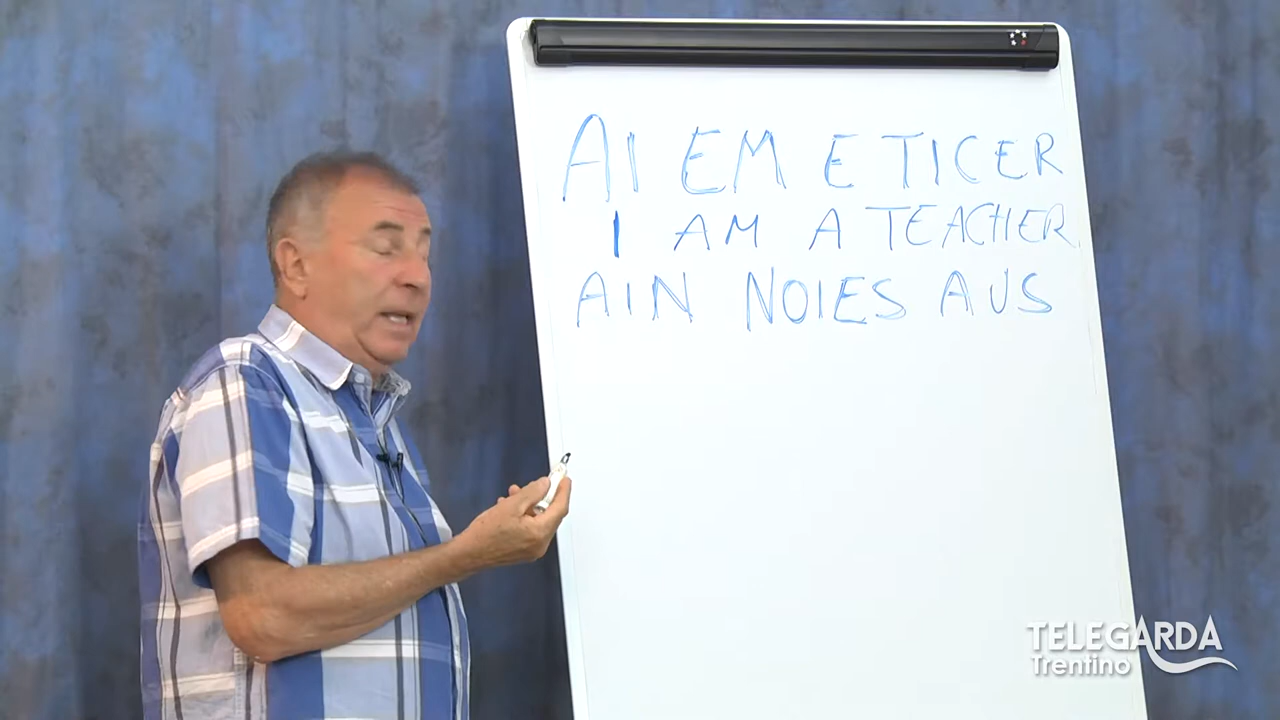 AI EM E TICER
I AM A TEACHER
AIN NOIES AUS
TELEGARDA
Trentino